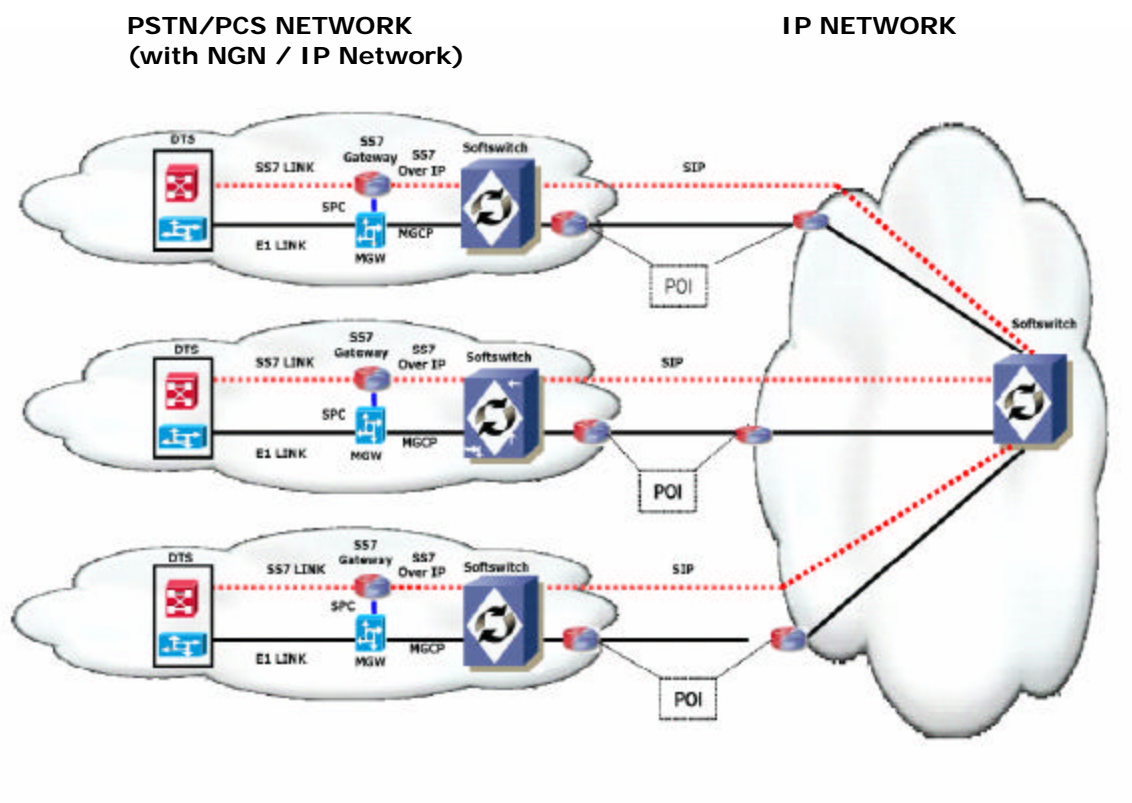 PSTN/PCS NETWORK
(with NGN / IP Network)
IP NETWORK
DTS
SS7 LINK
SS7
Gateway
SS7
Over IP
Softswitch
SIP
SPC
MGCP
E1 LINK
MGW
POI
Softswitch
DTS
SS7 LINK
SS7
Gateway
SS7
Over IP
Softswitch
SIP
SPC
MGCP
E1 LINK
MGW
POI
DTS
SS7 LINK
SS7
Gateway
SS7
Over IP
Softswitch
SIP
SPC
MGCP
E1 LINK
MGW
POI